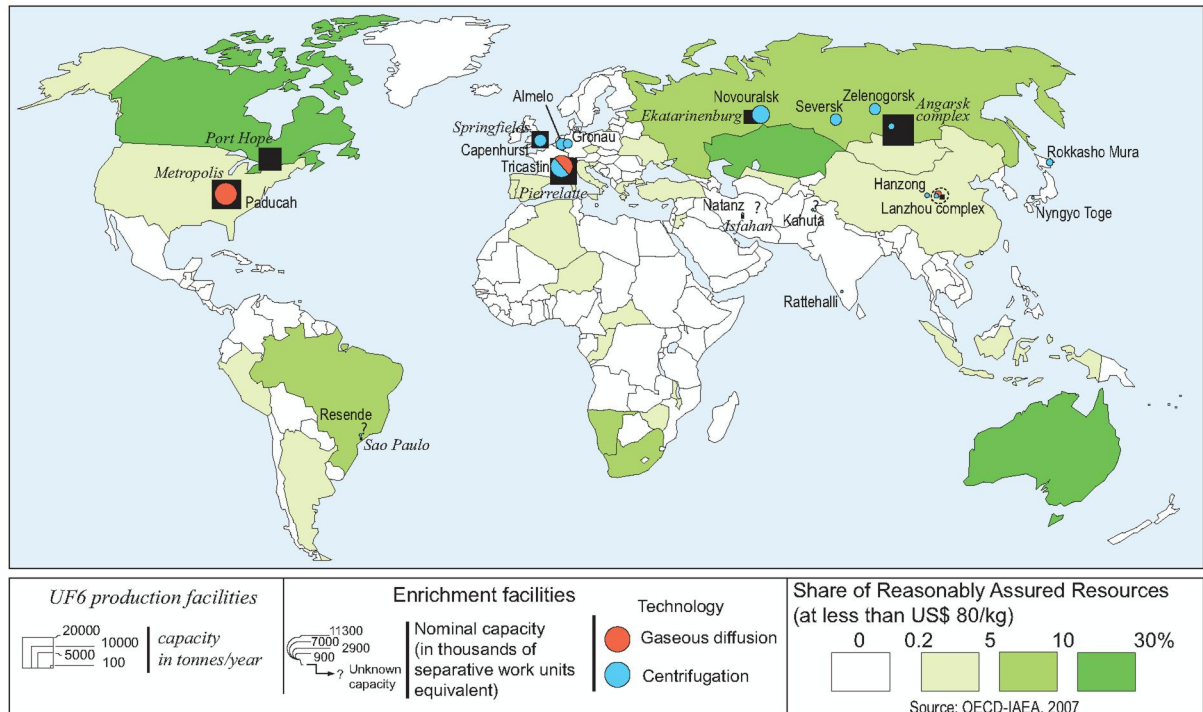 Port Hope
Metropolis
Paducah
Almelo
Springfields
Capenhurst
Gronau
Tricastin
Pierrelatte
Novouralsk
Ekatarinenburg
Seversk
Zelenogorsk
Angarsk
complex
Rokkasho Mura
Hanzong
Lanzhou complex
Nyngyo Toge
Natanz
?
Isfahan
?
Kahuta
Rattehalli
Resende
?
Sao Paulo
UF6 production facilities
20000
10000
5000
100
capacity
in tonnes/year
Enrichment facilities
11300
7000
2900
900
? Unknown
capacity
Nominal capacity
(in thousands of
separative work units
equivalent)
Technology
Gaseous diffusion
Centrifugation
Share of Reasonably Assured Resources
(at less than US$ 80/kg)
0 0.2 5 10 30%
Source: OECD-IAEA, 2007